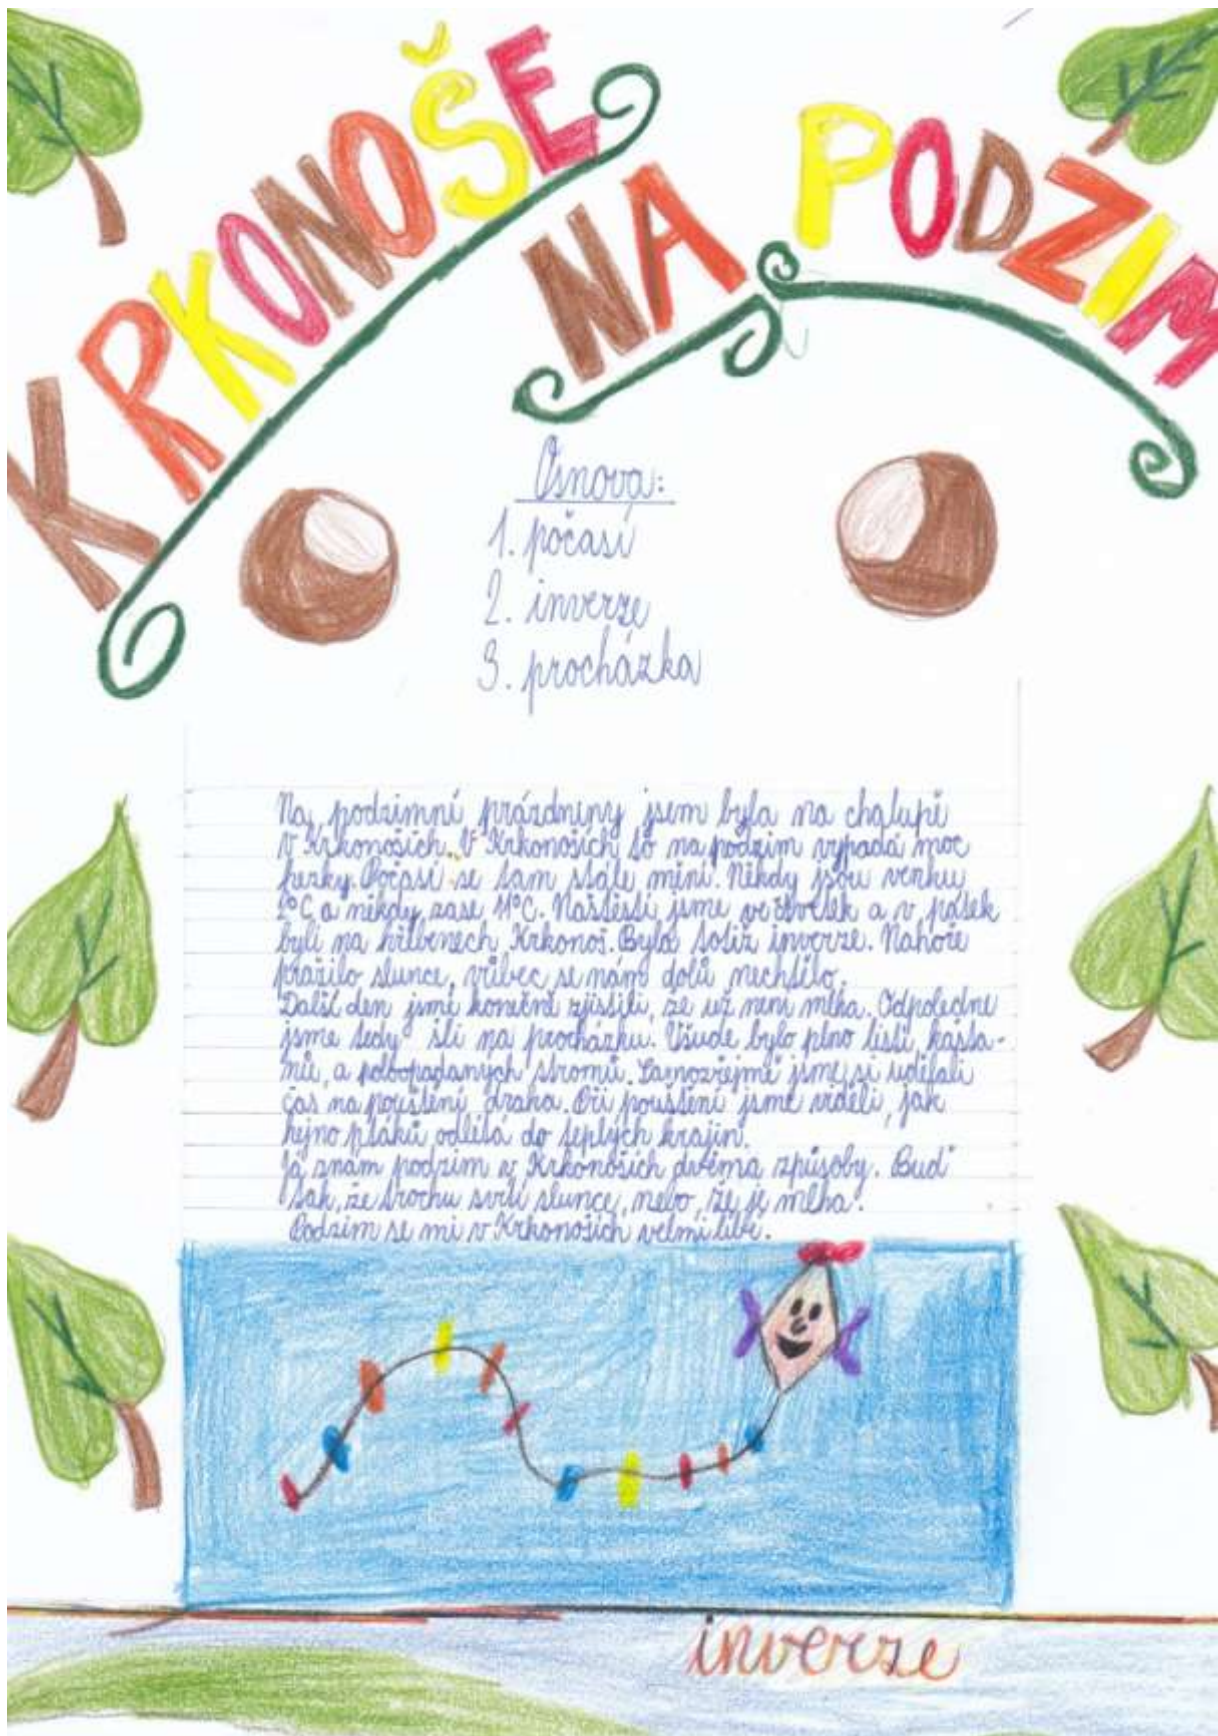 KRKONOŠE
NA PODZIM
Osnova:
1. počasí
2. inverze
3. procházka
Na podzimní prázdniny jsem byla na chalupě
v Krkonoších. V Krkonoších to na podzim vypadá moc
hezky. Počasí se tam stále mění. Někdy jsou venku
2°C a někdy zase 11°C. Naštěstí jsme ve čtvrtek a v pátek
byli na hřbenech Krkonoš. Byla totiž inverze. Nahoře
pražilo slunce, vůbec se nám dolů nechtělo.
Další den jsme konečně zjistili, že už není mlha. Odpoledne
jsme tedy šli na procházku. Všude bylo plno listí, kašta-
nů, a poloopadaných stromů. Samozřejmě jsme si udělali
čas na pouštění draka. Při pouštění jsme viděli, jak
hejno ptáků odlétá do teplých krajin.
Já znám podzim v Krkonoších dvěma způsoby. Buď
tak, že trochu svítí slunce, nebo, že je mlha.
Podzim se mi v Krkonoších velmi líbí.
inverze